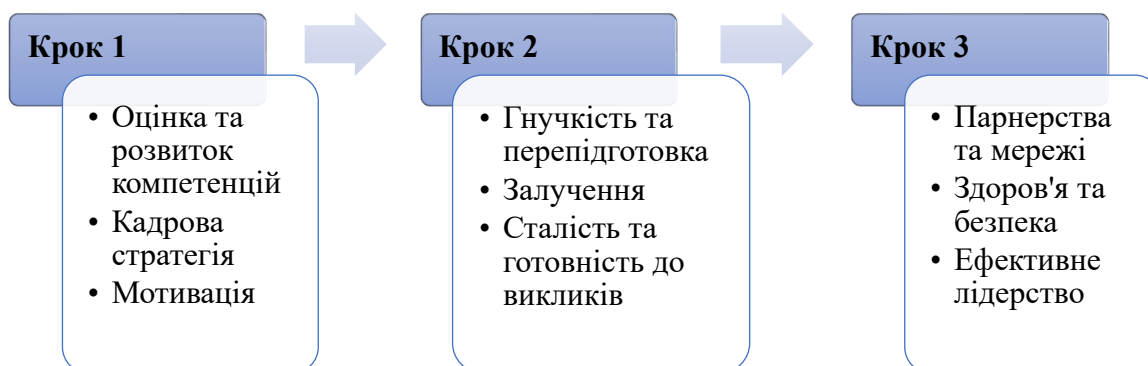 Крок 1
• Оцінка та
розвиток
компетенцій
• Кадрова
стратегія
• Мотивація
Крок 2
• Гнучкість та
перепідготовка
• Залучення
• Сталість та
готовність до
викликів
Крок 3
• Парнерства
та мережі
• Здоров'я та
безпека
• Ефективне
лідерство